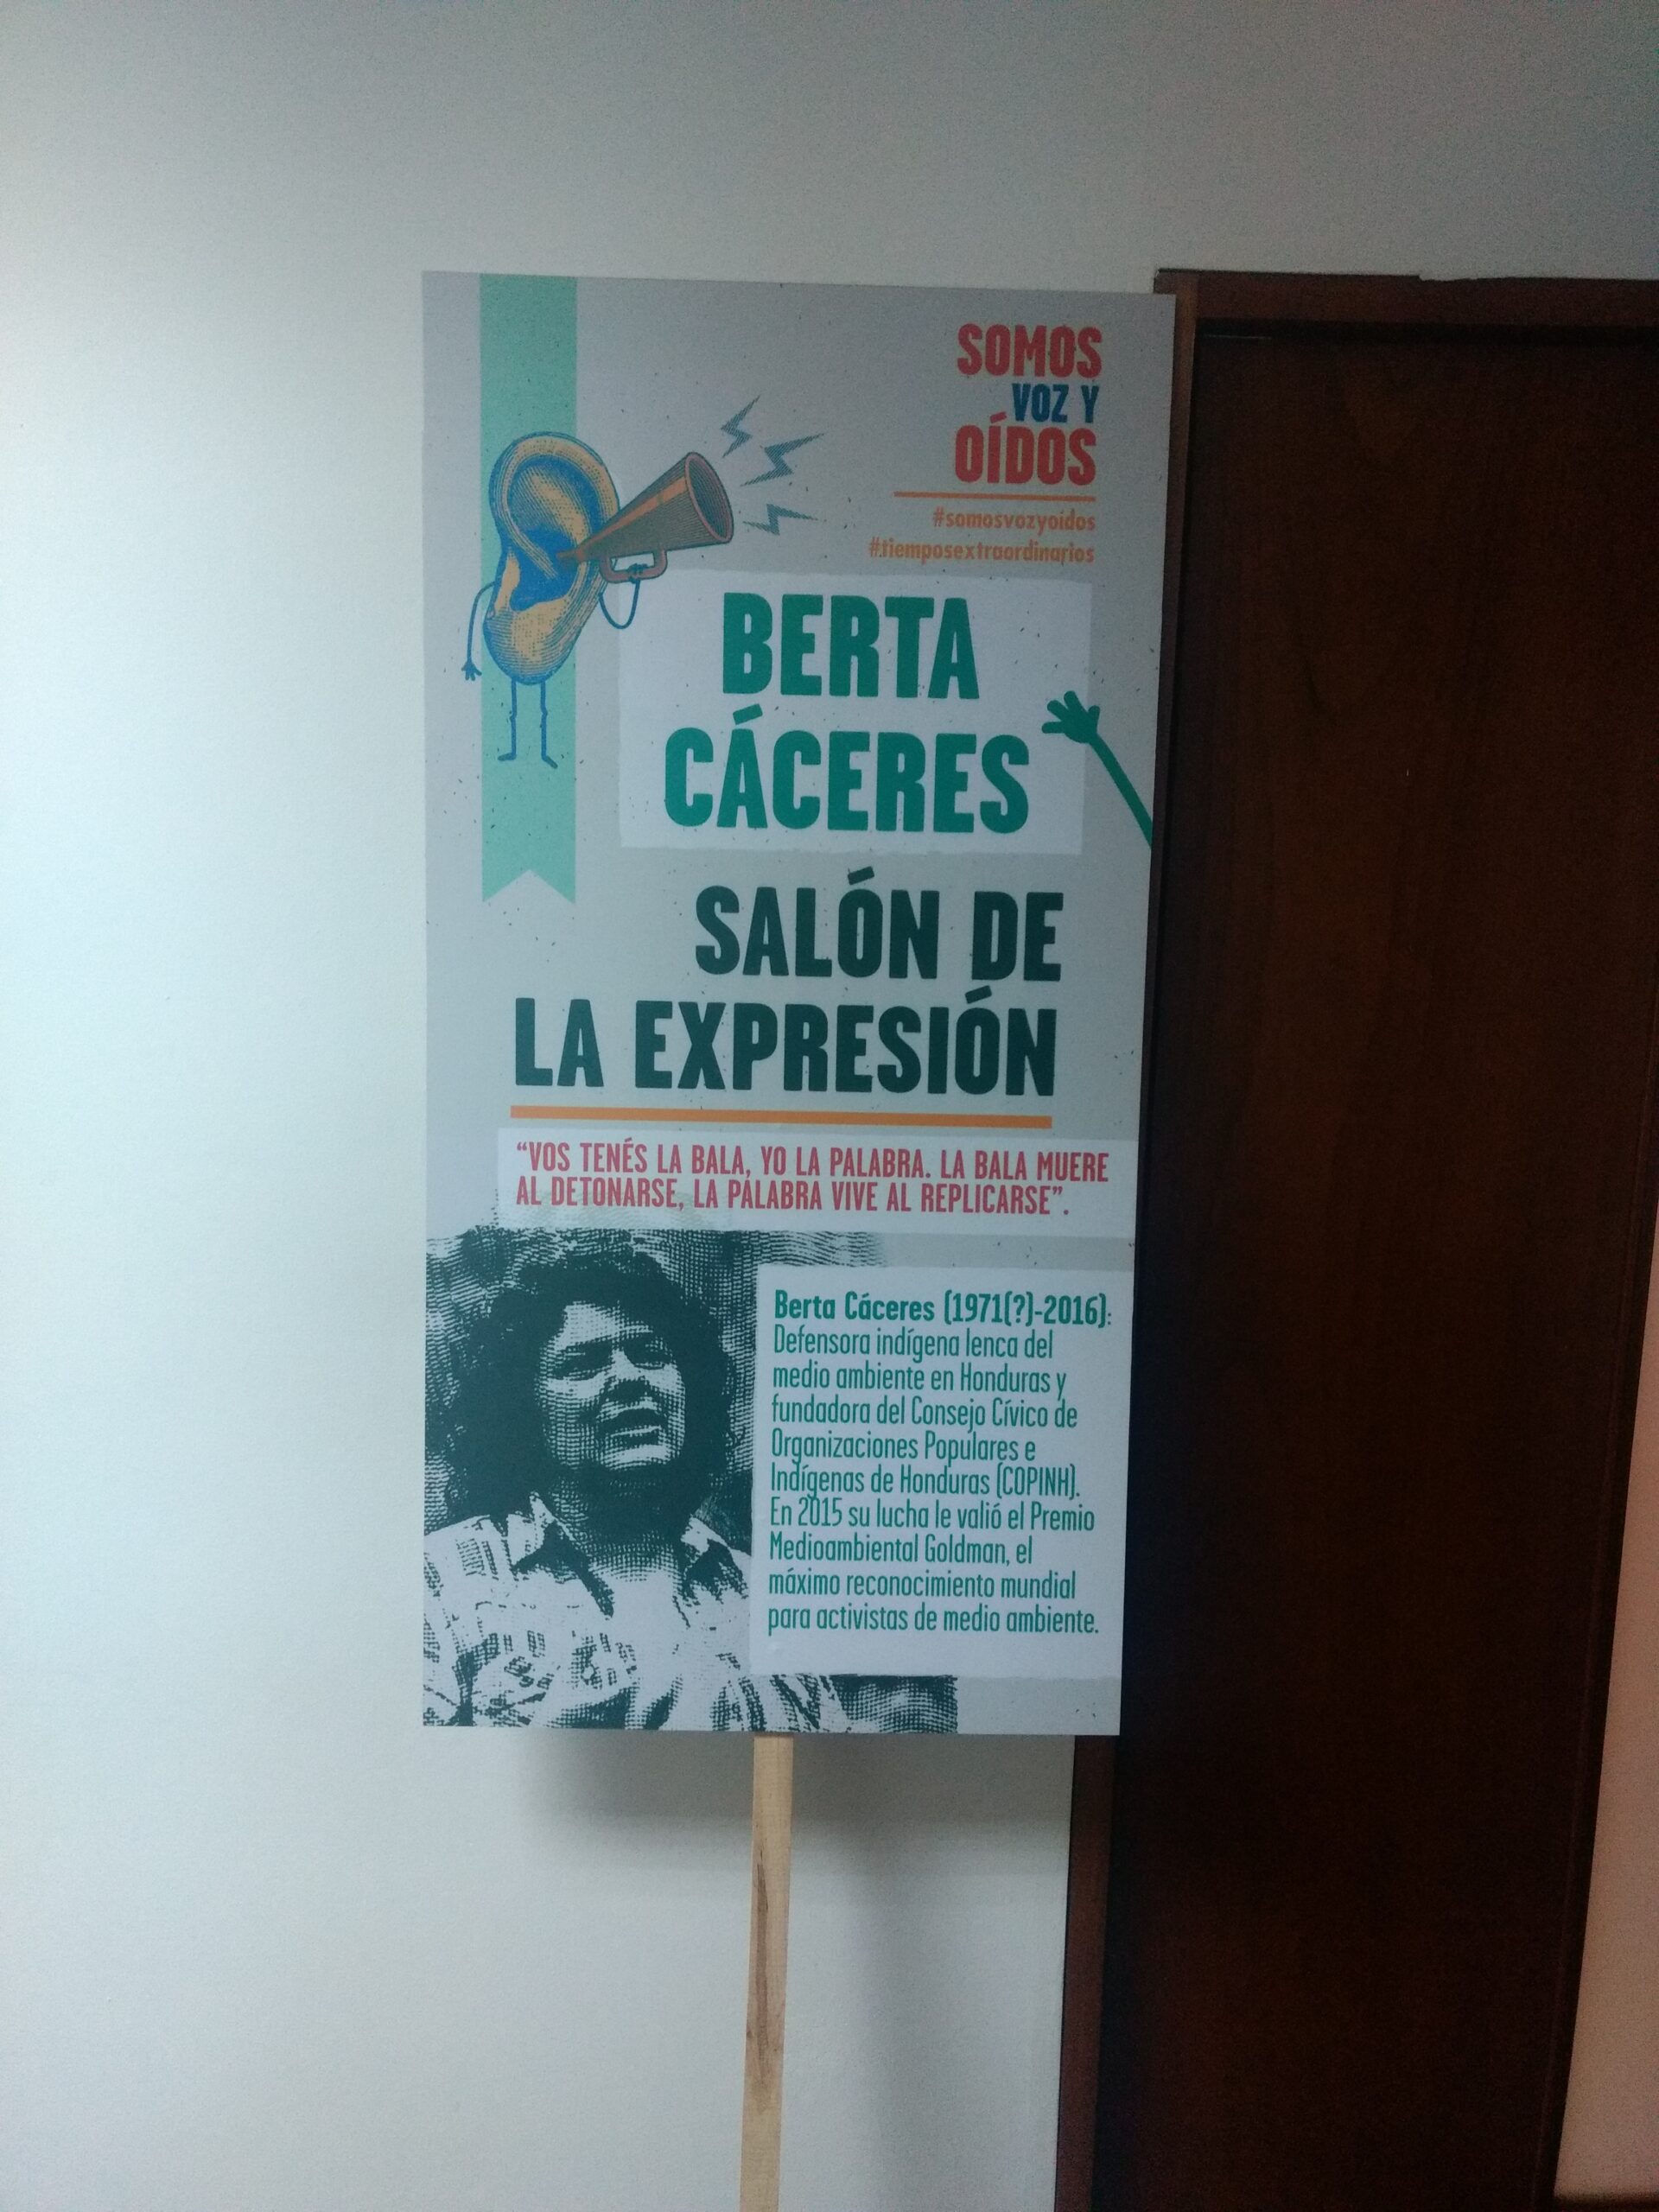 SOMOS
VOZ Y
OÍDOS
#somosvozyoídos
#tiemposextraordinarios
BERTA
CÁCERES
SALÓN DE
LA EXPRESIÓN
“VOS TENÉS LA BALA, YO LA PALABRA. LA BALA MUERE
AL DETONARSE, LA PALABRA VIVE AL REPLICARSE”.
Berta Cáceres (1971(?)-2016):
Defensora indígena lenca del
medio ambiente en Honduras y
fundadora del Consejo Cívico de
Organizaciones Populares e
Indígenas de Honduras (COPINH).
En 2015 su lucha le valió el Premio
Medioambiental Goldman, el
máximo reconocimiento mundial
para activistas de medio ambiente.